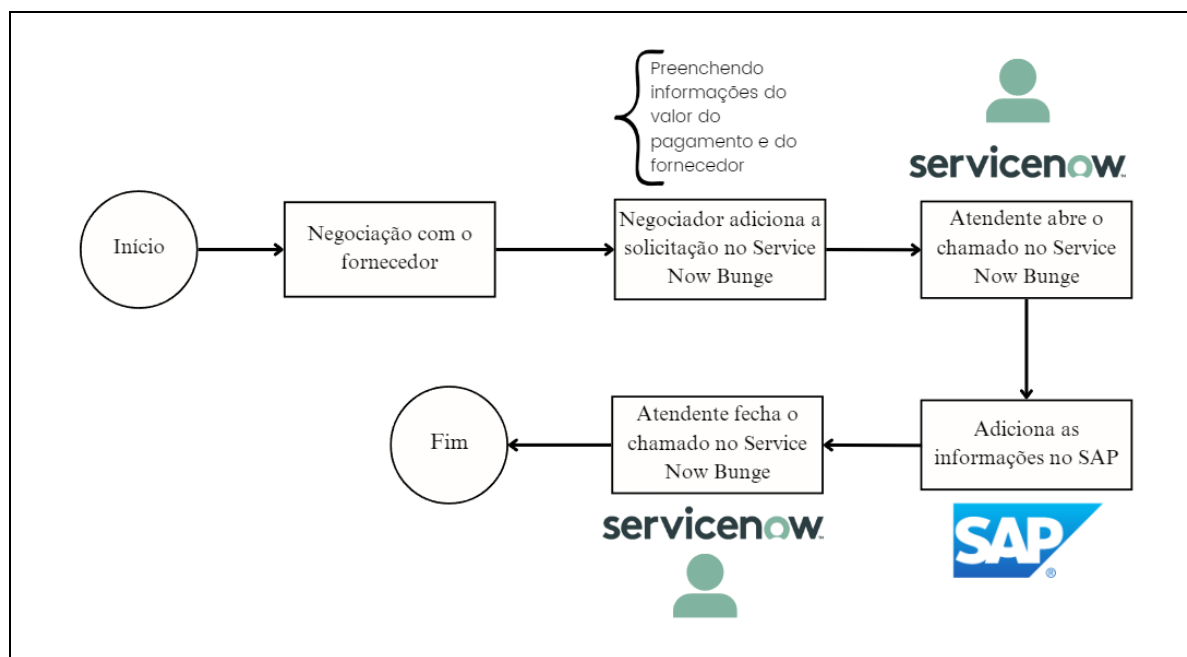 Preenchendo
informações do
valor do
pagamento e do
fornecedor
servicenow™
Início
Negociação com o
fornecedor
Negociador adiciona a
solicitação no Service
Now Bunge
Atendente abre o
chamado no Service
Now Bunge
Fim
Atendente fecha o
chamado no Service
Now Bunge
Adiciona as
informações no SAP
servicenow™
SAP®